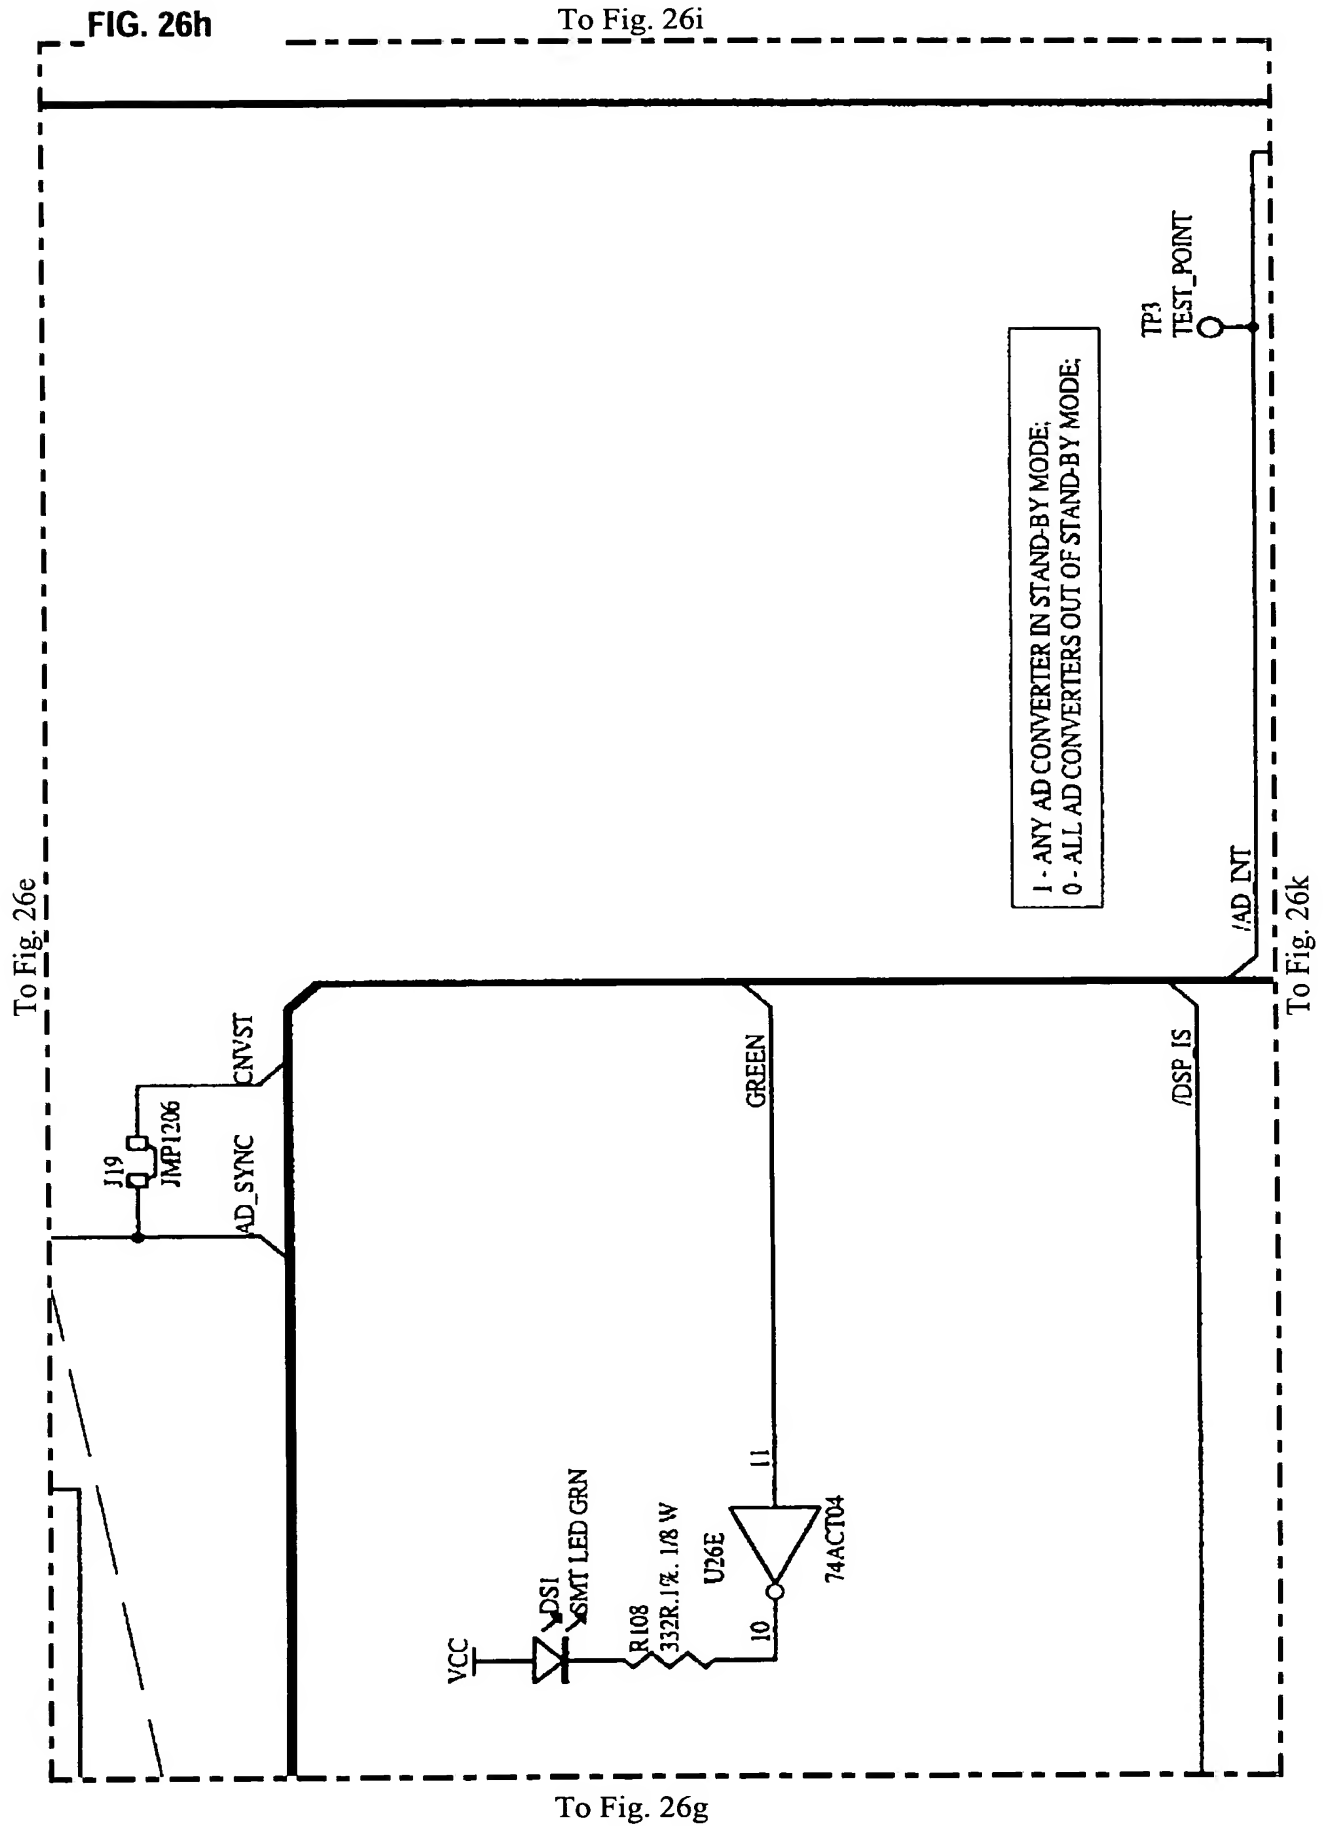 FIG. 26h
To Fig. 26i
To Fig. 26e
To Fig. 26k
To Fig. 26g
TP3
TEST_POINT
1 - ANY AD CONVERTER IN STAND-BY MODE;
0 - ALL AD CONVERTERS OUT OF STAND-BY MODE;
/AD_INT
CNVST
J19
JMP1206
AD_SYNC
GREEN
/DSP_IS
VCC
DS1
SMT LED GRN
R108
332R.1%. 1/8 W
U26E
11
10
74ACT04